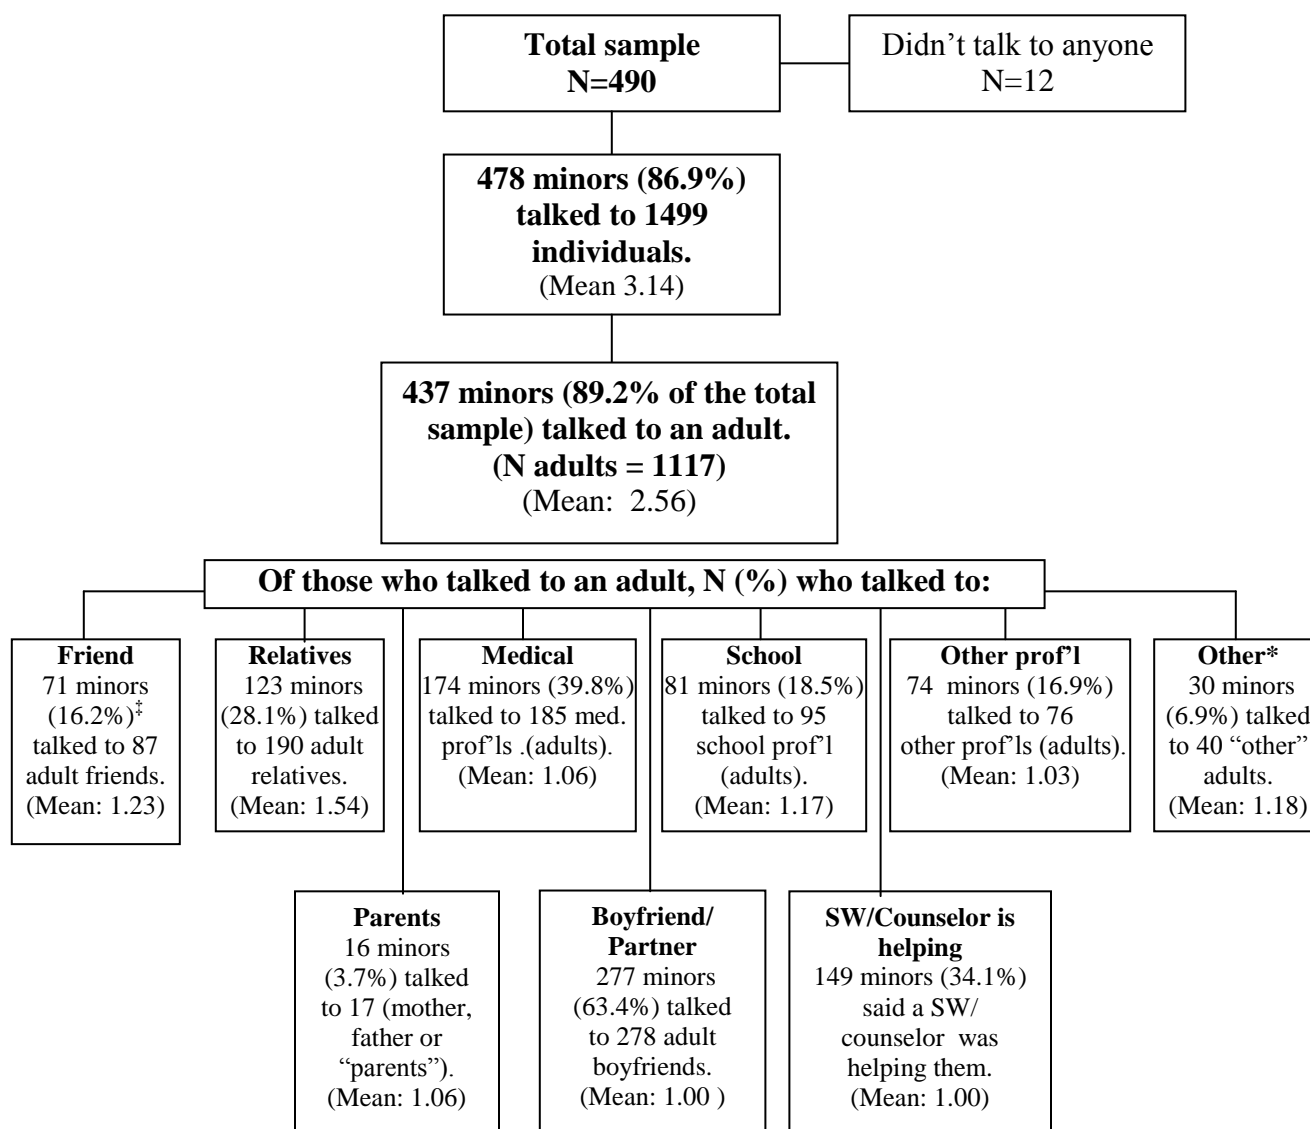 Total sample
N=490
Didn’t talk to anyone
N=12
478 minors (86.9%)
talked to 1499
individuals.
(Mean 3.14)
437 minors (89.2% of the total
sample) talked to an adult.
(N adults = 1117)
(Mean: 2.56)
Of those who talked to an adult, N (%) who talked to:
Friend
71 minors
(16.2%)‡
talked to 87
adult friends.
(Mean: 1.23)
Relatives
123 minors
(28.1%) talked
to 190 adult
relatives.
(Mean: 1.54)
Medical
174 minors (39.8%)
talked to 185 med.
prof’ls .(adults).
(Mean: 1.06)
School
81 minors (18.5%)
talked to 95
school prof’l
(adults).
(Mean: 1.17)
Other prof’l
74 minors (16.9%)
talked to 76
other prof’ls (adults).
(Mean: 1.03)
Other*
30 minors
(6.9%) talked
to 40 “other”
adults.
(Mean: 1.18)
Parents
16 minors
(3.7%) talked
to 17 (mother,
father or
“parents”).
(Mean: 1.06)
Boyfriend/
Partner
277 minors
(63.4%) talked
to 278 adult
boyfriends.
(Mean: 1.00 )
SW/Counselor is
helping
149 minors (34.1%)
said a SW/
counselor was
helping them.
(Mean: 1.00)